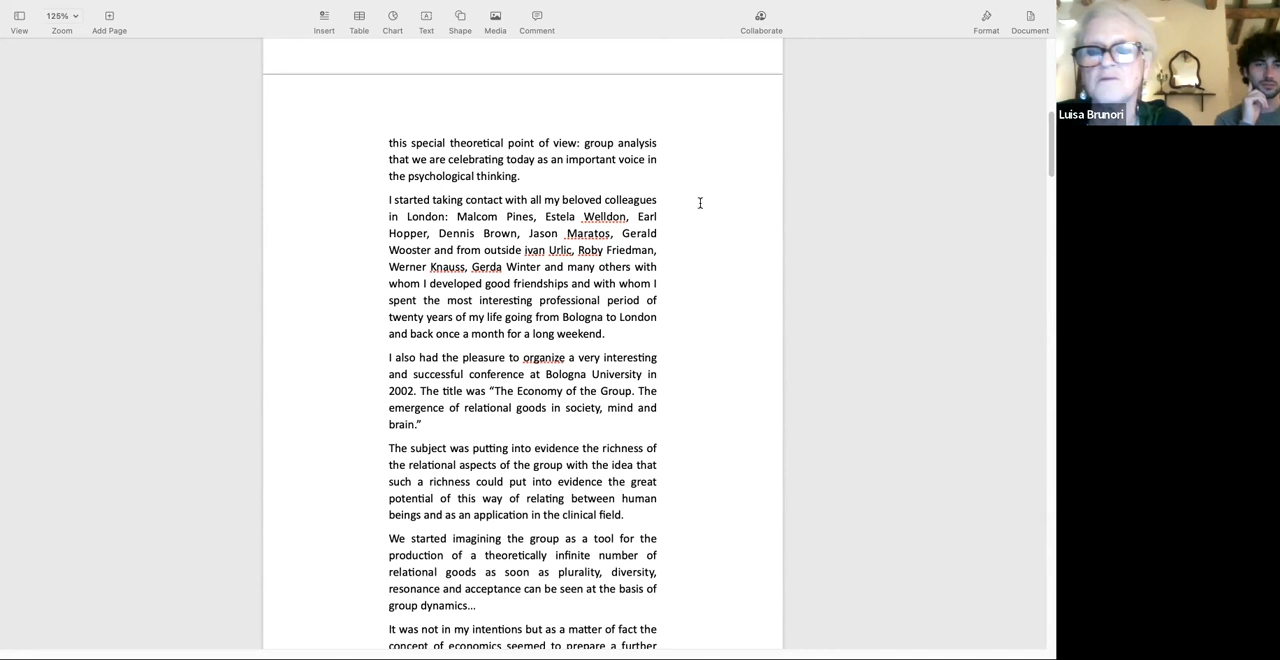 125%
View
Zoom
Add Page
Insert
Table
Chart
Text
Shape
Media
Comment
Collaborate
Format
Document
Luisa Brunori
this special theoretical point of view: group analysis
that we are celebrating today as an important voice in
the psychological thinking.
I started taking contact with all my beloved colleagues
in London: Malcom Pines, Estela Welldon, Earl
Hopper, Dennis Brown, Jason Maratos, Gerald
Wooster and from outside ivan Urlic, Roby Friedman,
Werner Knauss, Gerda Winter and many others with
whom I developed good friendships and with whom I
spent the most interesting professional period of
twenty years of my life going from Bologna to London
and back once a month for a long weekend.
I also had the pleasure to organize a very interesting
and successful conference at Bologna University in
2002. The title was “The Economy of the Group. The
emergence of relational goods in society, mind and
brain.”
The subject was putting into evidence the richness of
the relational aspects of the group with the idea that
such a richness could put into evidence the great
potential of this way of relating between human
beings and as an application in the clinical field.
We started imagining the group as a tool for the
production of a theoretically infinite number of
relational goods as soon as plurality, diversity,
resonance and acceptance can be seen at the basis of
group dynamics...
It was not in my intentions but as a matter of fact the
concept of economics seemed to prepare a further